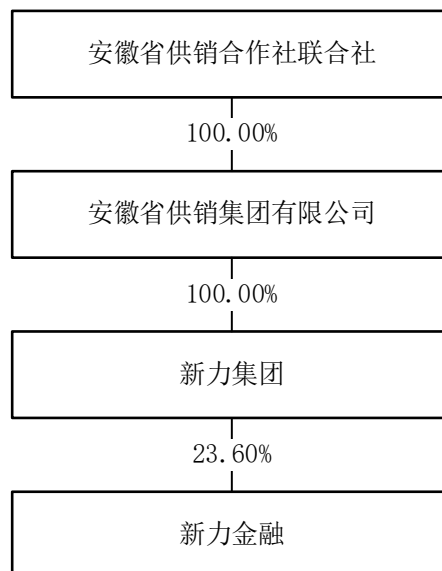 安徽省供销合作社联合社
100.00%
安徽省供销集团有限公司
100.00%
新力集团
23.60%
新力金融